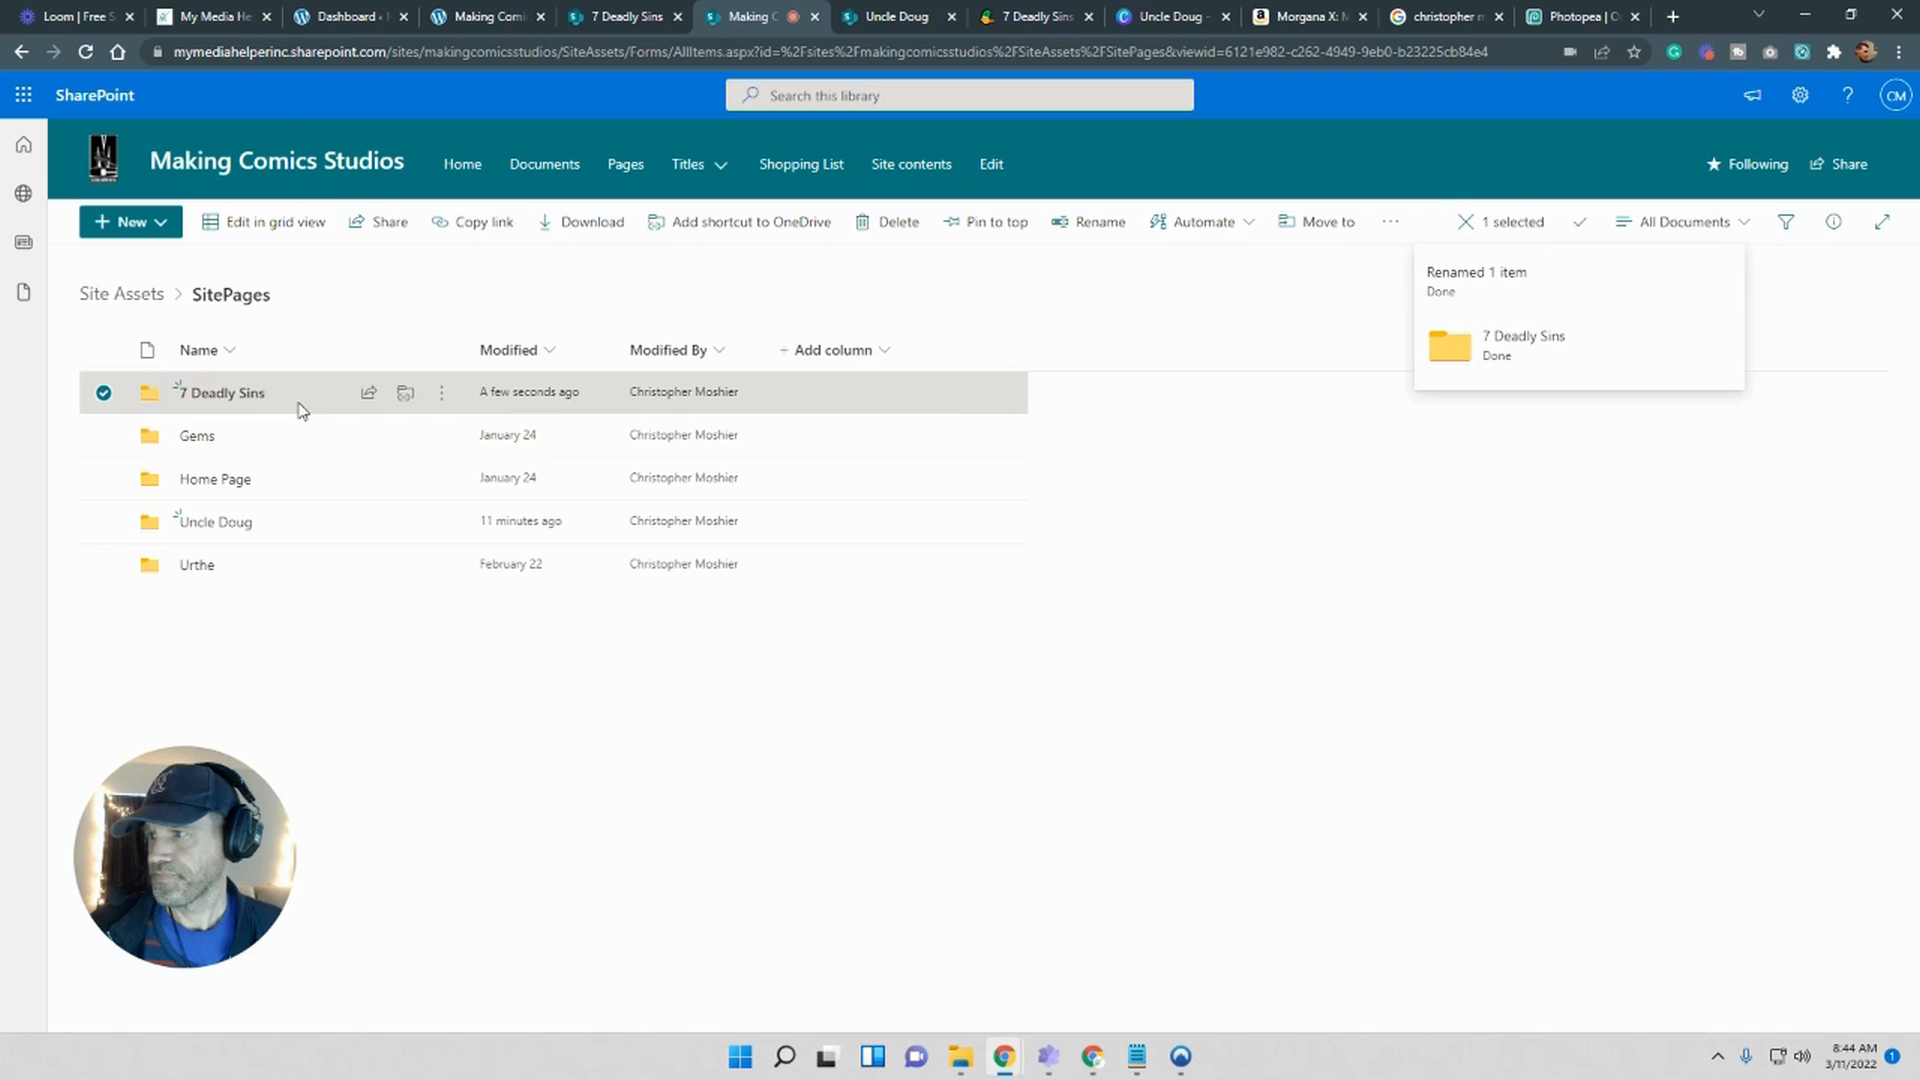 Loom | Free S
My Media He
Dashboard ‹
Making Comi
7 Deadly Sins
Making C
Uncle Doug
7 Deadly Sins
Uncle Doug -
Morgana X: M
christopher m
Photopea | O
mymediahelperinc.sharepoint.com/sites/makingcomicsstudios/SiteAssets/Forms/AllItems.aspx?id=%2Fsites%2Fmakingcomicsstudios%2FSiteAssets%2FSitePages&viewid=6121e982-c262-4949-9eb0-b23225cb84e4
SharePoint
Search this library
CM
Making Comics Studios
Home
Documents
Pages
Titles
Shopping List
Site contents
Edit
Following
Share
New
Edit in grid view
Share
Copy link
Download
Add shortcut to OneDrive
Delete
Pin to top
Rename
Automate
Move to
1 selected
All Documents
Renamed 1 item
Done
7 Deadly Sins
Done
Site Assets > SitePages
Name
Modified
Modified By
+ Add column
7 Deadly Sins
A few seconds ago
Christopher Moshier
Gems
January 24
Christopher Moshier
Home Page
January 24
Christopher Moshier
Uncle Doug
11 minutes ago
Christopher Moshier
Urthe
February 22
Christopher Moshier
8:44 AM
3/11/2022
1